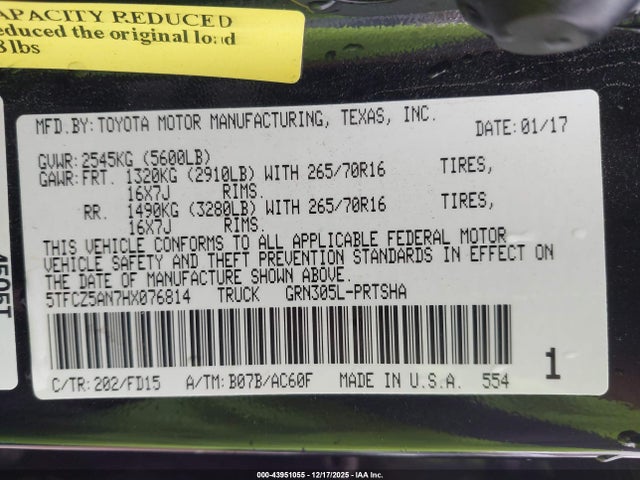 APACITY REDUCED
educed the original load
8 lbs
MFD.BY: TOYOTA MOTOR MANUFACTURING, TEXAS, INC.
DATE: 01/17
GVWR: 2545KG (5600LB)
GAWR: FRT. 1320KG (2910LB) WITH 265/70R16 TIRES,
16X7J RIMS.
RR. 1490KG (3280LB) WITH 265/70R16 TIRES,
16X7J RIMS.
THIS VEHICLE CONFORMS TO ALL APPLICABLE FEDERAL MOTOR
VEHICLE SAFETY AND THEFT PREVENTION STANDARDS IN EFFECT ON
THE DATE OF MANUFACTURE SHOWN ABOVE.
5TFCZ5AN7HX076814 TRUCK GRN305L-PRTSHA
C/TR: 202/FD15 A/TM: B07B/AC60F MADE IN U.S.A. 554
1
000-43951055 - 12/17/2025 - IAA Inc.